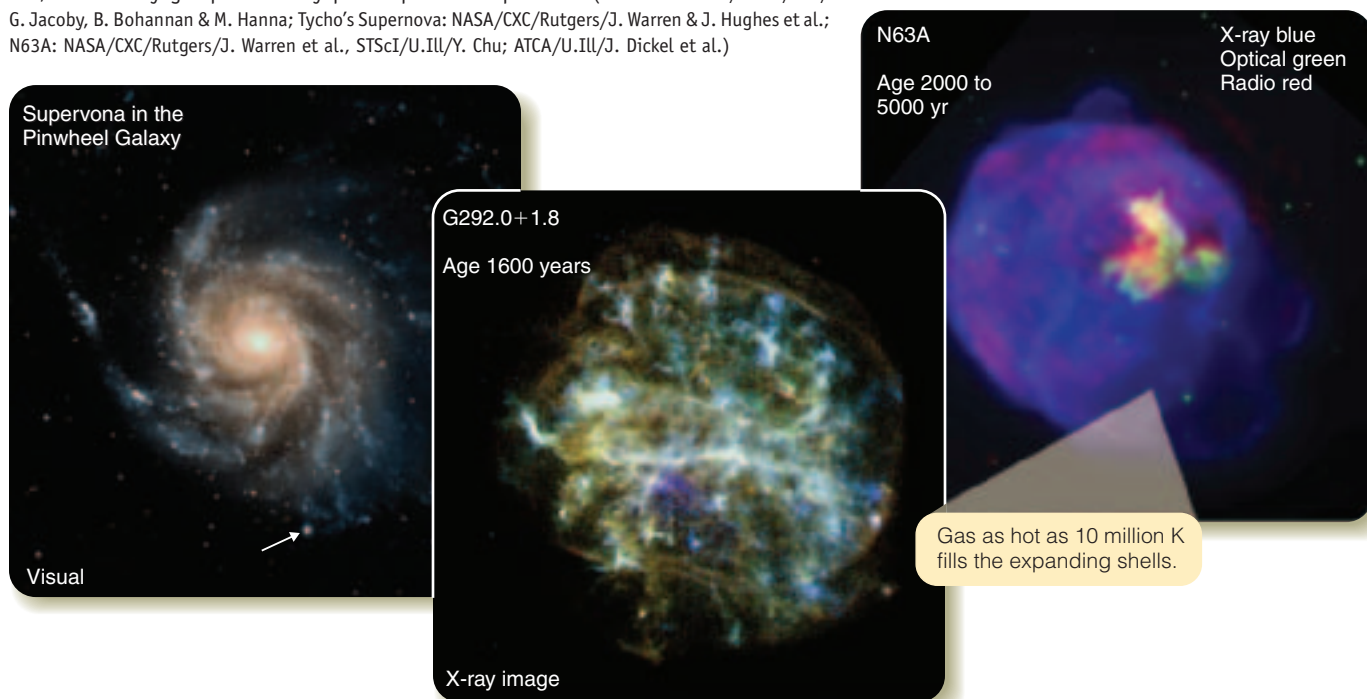 G. Jacoby, B. Bohannan & M. Hanna; Tycho's Supernova: NASA/CXC/Rutgers/J. Warren & J. Hughes et al.;
N63A: NASA/CXC/Rutgers/J. Warren et al., STScI/U.Ill/Y. Chu; ATCA/U.Ill/J. Dickel et al.)
Supervona in the
Pinwheel Galaxy
Visual
G292.0+1.8
Age 1600 years
X-ray image
N63A
Age 2000 to
5000 yr
X-ray blue
Optical green
Radio red
Gas as hot as 10 million K
fills the expanding shells.